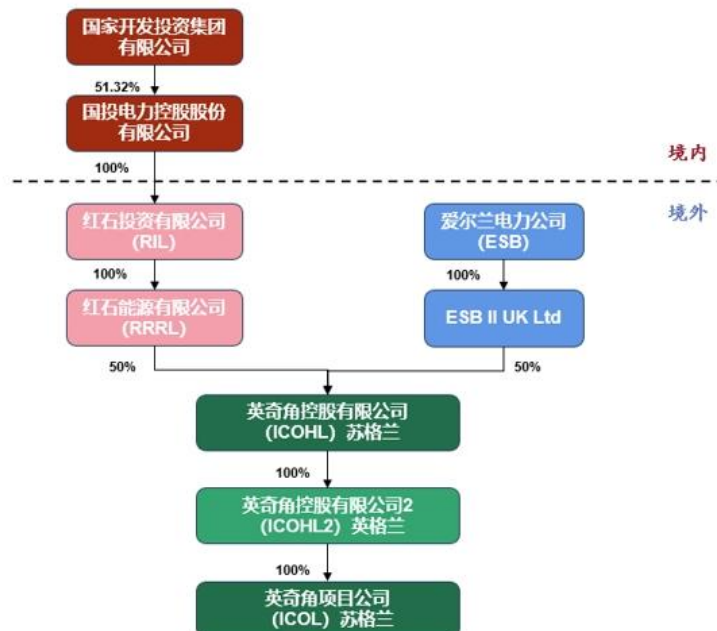 国家开发投资集团
有限公司
51.32%
国投电力控股股份
有限公司
境内
100%
境外
红石投资有限公司
(RIL)
爱尔兰电力公司
(ESB)
100%
100%
红石能源有限公司
(RRRL)
ESB II UK Ltd
50%
50%
英奇角控股有限公司
(ICOHL) 苏格兰
100%
英奇角控股有限公司2
(ICOHL2) 英格兰
100%
英奇角项目公司
(ICOL) 苏格兰